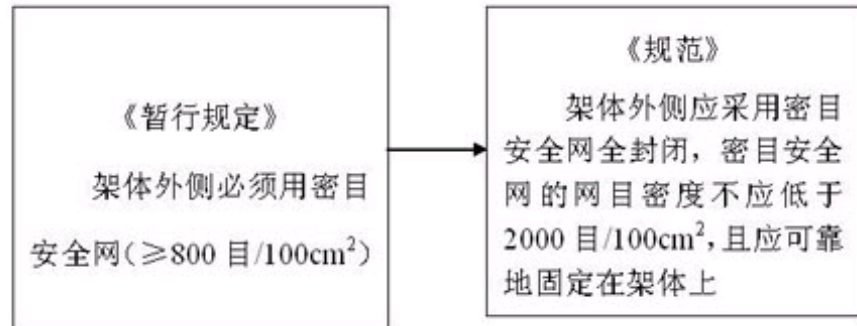 《暂行规定》
架体外侧必须用密目
安全网(≥800 目/100cm²)
《规范》
架体外侧应采用密目
安全网全封闭，密目安全
网的网目密度不应低于
2000 目/100cm²，且应可靠
地固定在架体上